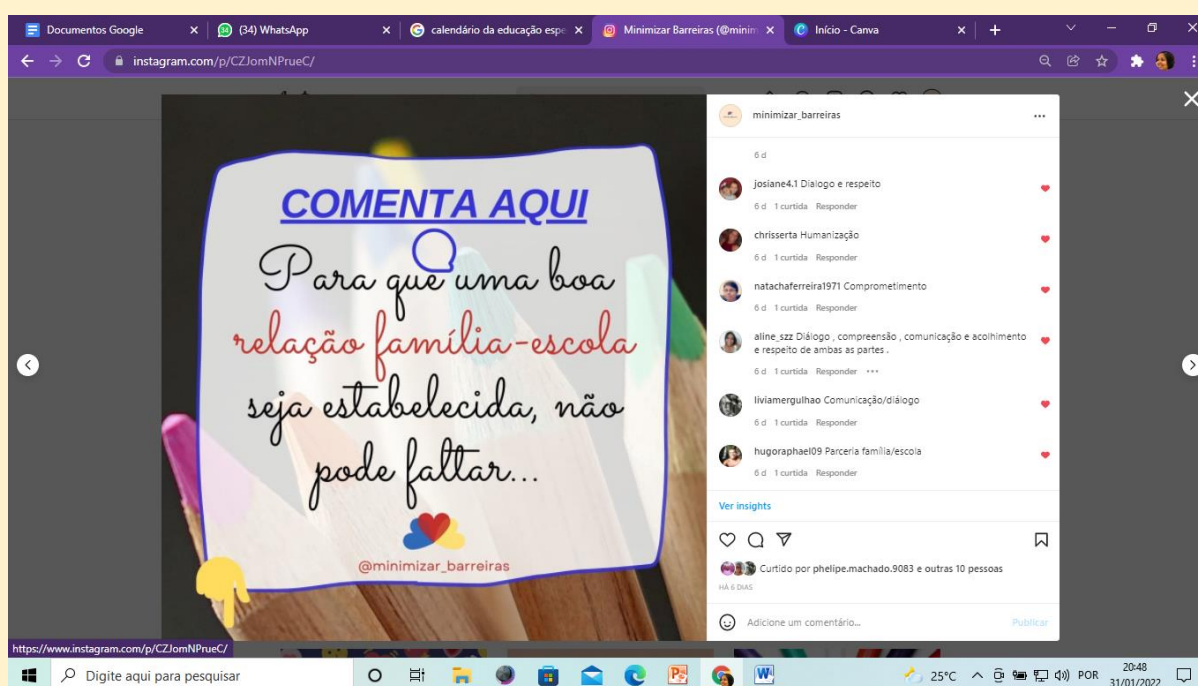 Documentos Google
(34) WhatsApp
calendário da educação espe
Minimizar Barreiras (@minim
Início - Canva
instagram.com/p/CZJomNPrueC/
COMENTA AQUI
Para que uma boa
relação família-escola
seja estabelecida, não
pode faltar...
@minimizar_barreiras
minimizar_barreiras
6 d
josiane4.1 Dialogo e respeito
6 d 1 curtida Responder
chrisserta Humanização
6 d 1 curtida Responder
natachaferreira1971 Comprometimento
6 d 1 curtida Responder
aline_szz Diálogo , compreensão , comunicação e acolhimento
e respeito de ambas as partes .
6 d 1 curtida Responder
liviamergulhao Comunicação/diálogo
6 d 1 curtida Responder
hugoraphael09 Parceria família/escola
6 d 1 curtida Responder
Ver insights
Curtido por phelipe.machado.9083 e outras 10 pessoas
HÁ 6 DIAS
Adicione um comentário...
Publicar
https://www.instagram.com/p/CZJomNPrueC/
Digite aqui para pesquisar
25°C
POR
20:48
31/01/2022